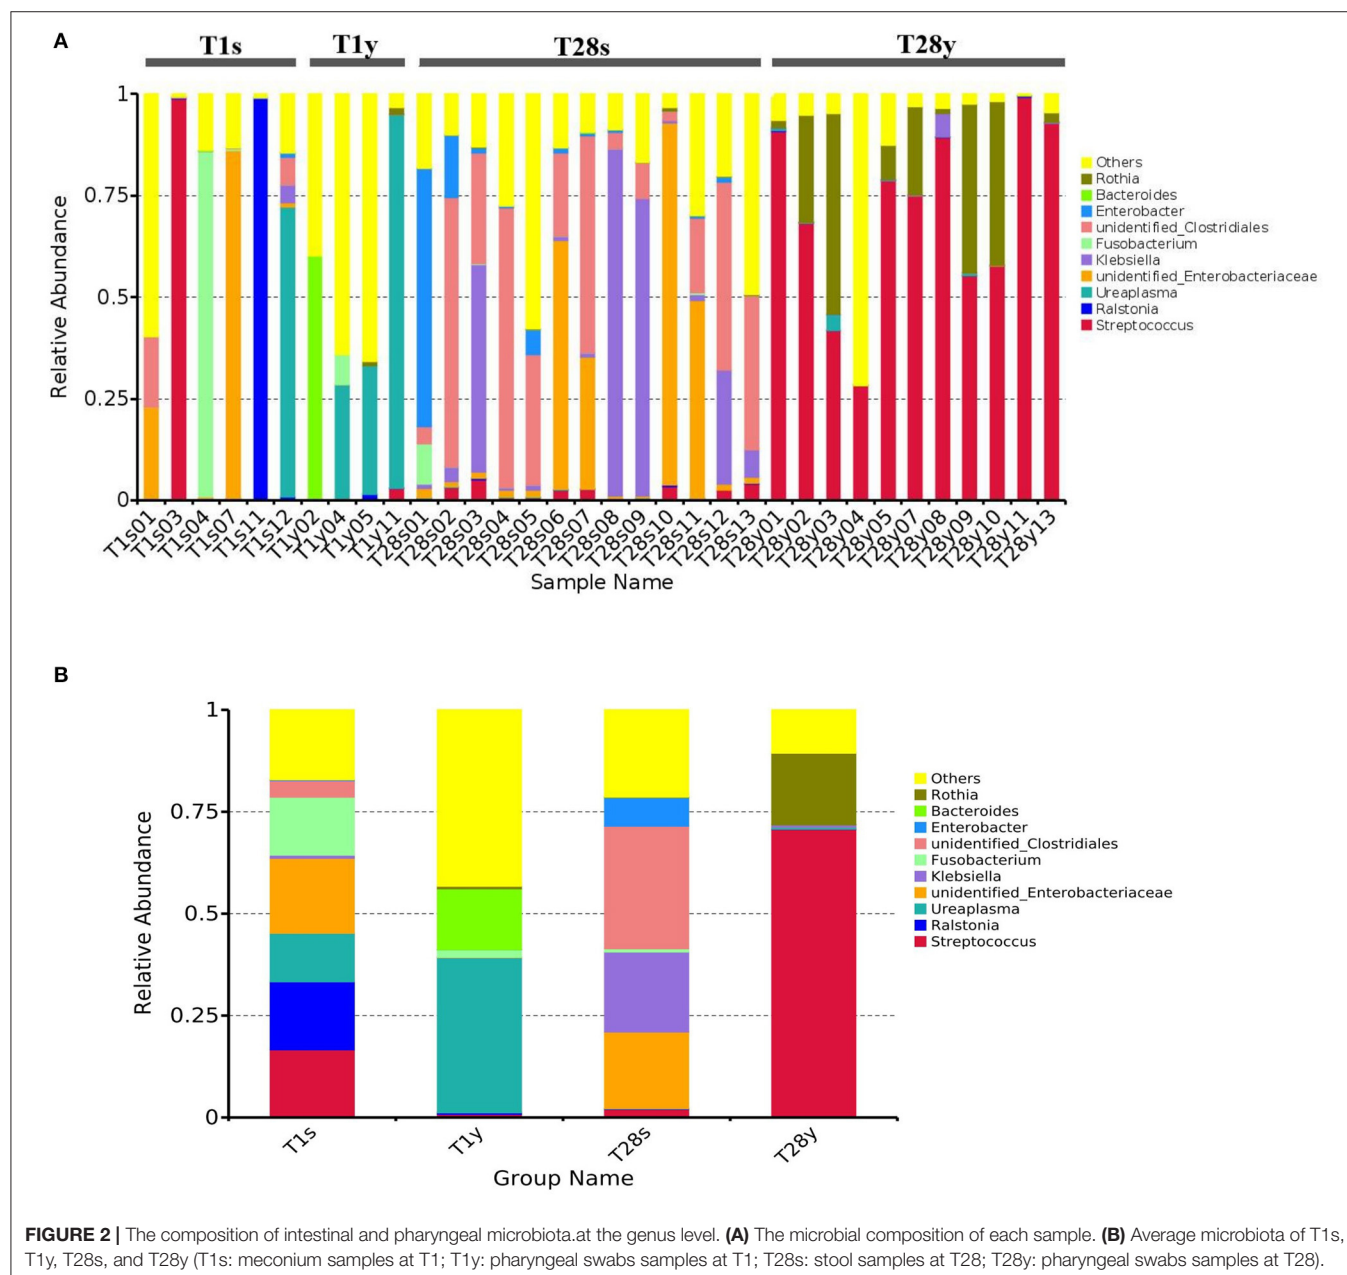 A
T1s T1y T28s T28y
1
0.75
0.5
0.25
0
Relative Abundance
T1s01 T1s03 T1s04 T1s07 T1s11 T1s12 T1y02 T1y04 T1y05 T1y11 T28s01 T28s02 T28s03 T28s04 T28s05 T28s06 T28s07 T28s08 T28s09 T28s10 T28s11 T28s12 T28s13 T28y01 T28y02 T28y03 T28y04 T28y05 T28y07 T28y08 T28y09 T28y10 T28y11 T28y13
Sample Name
Others
Rothia
Bacteroides
Enterobacter
unidentified_Clostridiales
Fusobacterium
Klebsiella
unidentified_Enterobacteriaceae
Ureaplasma
Ralstonia
Streptococcus
B
1
0.75
0.5
0.25
0
Relative Abundance
T1s T1y T28s T28y
Group Name
Others
Rothia
Bacteroides
Enterobacter
unidentified_Clostridiales
Fusobacterium
Klebsiella
unidentified_Enterobacteriaceae
Ureaplasma
Ralstonia
Streptococcus
FIGURE 2 | The composition of intestinal and pharyngeal microbiota.at the genus level. (A) The microbial composition of each sample. (B) Average microbiota of T1s,
T1y, T28s, and T28y (T1s: meconium samples at T1; T1y: pharyngeal swabs samples at T1; T28s: stool samples at T28; T28y: pharyngeal swabs samples at T28).